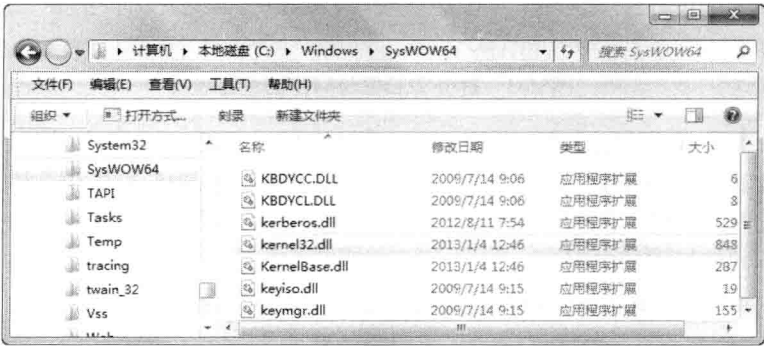 计算机 ▸ 本地磁盘 (C:) ▸ Windows ▸ SysWOW64
搜索 SysWOW64
文件(F) 编辑(E) 查看(V) 工具(T) 帮助(H)
组织 打开方式... 刻录 新建文件夹
System32
SysWOW64
TAPI
Tasks
Temp
tracing
twain_32
Vss
名称 修改日期 类型 大小
KBDYCC.DLL 2009/7/14 9:06 应用程序扩展 6
KBDYCL.DLL 2009/7/14 9:06 应用程序扩展 8
kerberos.dll 2012/8/11 7:54 应用程序扩展 529
kernel32.dll 2013/1/4 12:46 应用程序扩展 848
KernelBase.dll 2013/1/4 12:46 应用程序扩展 287
keyiso.dll 2009/7/14 9:15 应用程序扩展 19
keymgr.dll 2009/7/14 9:15 应用程序扩展 155